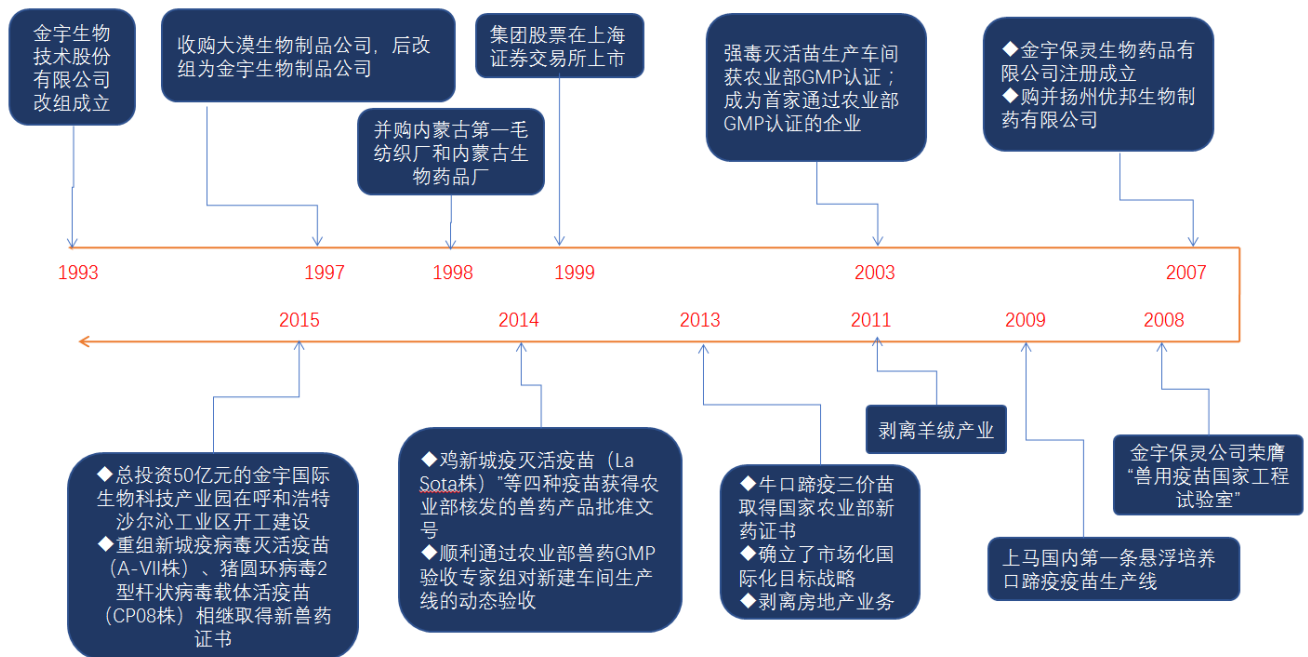 金宇生物
技术股份
有限公司
改组成立
收购大漠生物制品公司，后改
组为金宇生物制品公司
并购内蒙古第一毛
纺织厂和内蒙古生
物药品厂
集团股票在上海
证券交易所上市
强毒灭活苗生产车间
获农业部GMP认证；
成为首家通过农业部
GMP认证的企业
◆金宇保灵生物药品有
限公司注册成立
◆购并扬州优邦生物制
药有限公司
1993
1997
1998
1999
2003
2007
2015
2014
2013
2011
2009
2008
◆总投资50亿元的金宇国际
生物科技产业园在呼和浩特
沙尔沁工业区开工建设
◆重组新城疫病毒灭活疫苗
（A-VII株）、猪圆环病毒2
型杆状病毒载体活疫苗
（CP08株）相继取得新兽药
证书
◆鸡新城疫灭活疫苗（La
Sota株）”等四种疫苗获得农
业部核发的兽药产品批准文
号
◆顺利通过农业部兽药GMP
验收专家组对新建车间生产
线的动态验收
◆牛口蹄疫三价苗
取得国家农业部新
药证书
◆确立了市场化国
际化目标战略
◆剥离房地产业务
剥离羊绒产业
上马国内第一条悬浮培养
口蹄疫疫苗生产线
金宇保灵公司荣膺
“兽用疫苗国家工程
试验室”